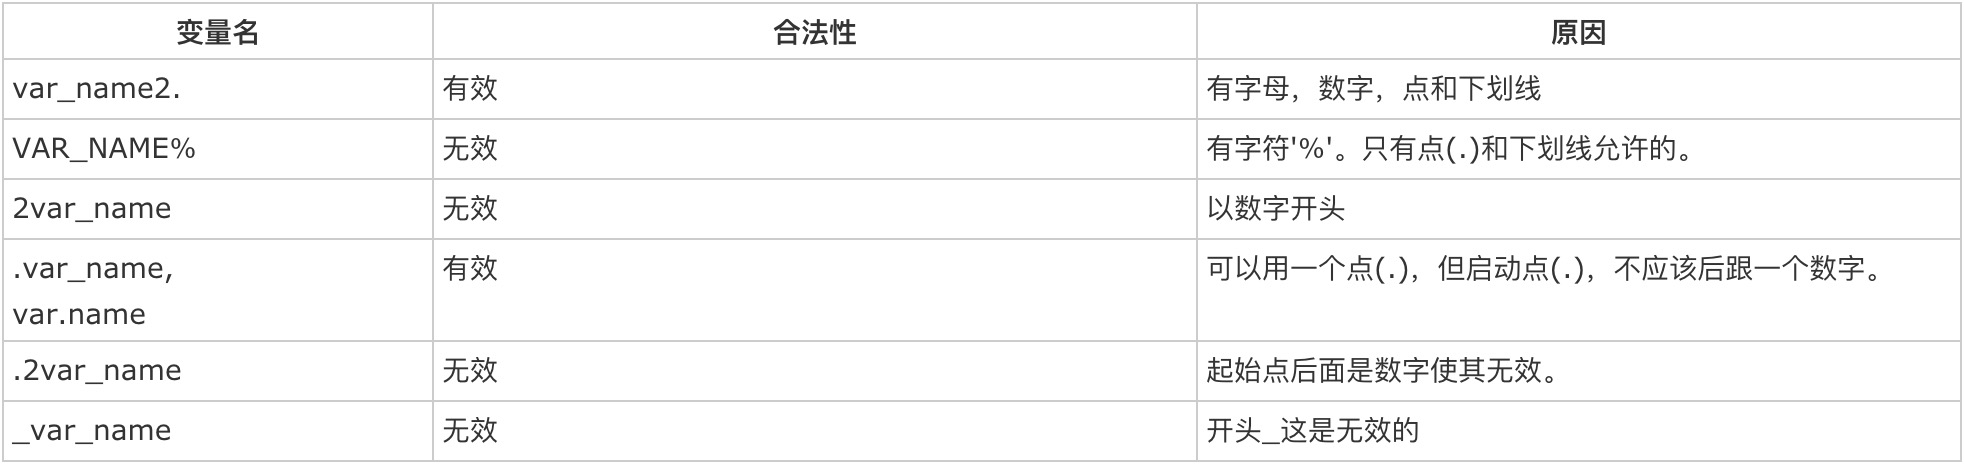 变量名 合法性 原因
var_name2. 有效 有字母，数字，点和下划线
VAR_NAME% 无效 有字符'%'。只有点(.)和下划线允许的。
2var_name 无效 以数字开头
.var_name, 有效 可以用一个点(.)，但启动点(.)，不应该后跟一个数字。
var.name
.2var_name 无效 起始点后面是数字使其无效。
_var_name 无效 开头_这是无效的